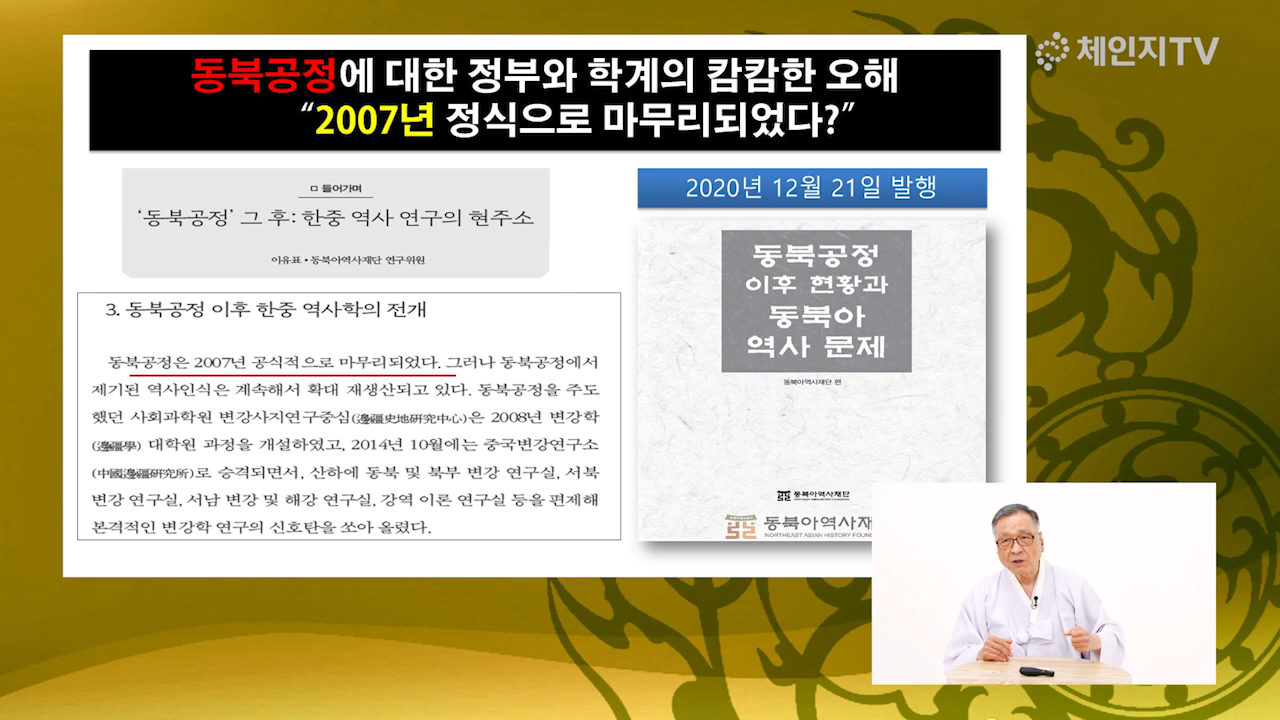 체인지TV
동북공정에 대한 정부와 학계의 캄캄한 오해
“2007년 정식으로 마무리되었다?”
□ 들어가며
‘동북공정’ 그 후: 한중 역사 연구의 현주소
이유표 • 동북아역사재단 연구위원
3. 동북공정 이후 한중 역사학의 전개
동북공정은 2007년 공식적으로 마무리되었다. 그러나 동북공정에서
제기된 역사인식은 계속해서 확대 재생산되고 있다. 동북공정을 주도
했던 사회과학원 변강사지연구중심(邊疆史地研究中心)은 2008년 변강학
(邊疆學) 대학원 과정을 개설하였고, 2014년 10월에는 중국변강연구소
(中國邊疆研究所)로 승격되면서, 산하에 동북 및 북부 변강 연구실, 서북
변강 연구실, 서남 변강 및 해강 연구실, 강역 이론 연구실 등을 편제해
본격적인 변강학 연구의 신호탄을 쏘아 올렸다.
2020년 12월 21일 발행
동북공정
이후 현황과
동북아
역사 문제
동북아역사재단 편
동북아역사재단
NORTHEAST ASIAN HISTORY FOUNDATION
동북아역사재
NORTHEAST ASIAN HISTORY FOUN